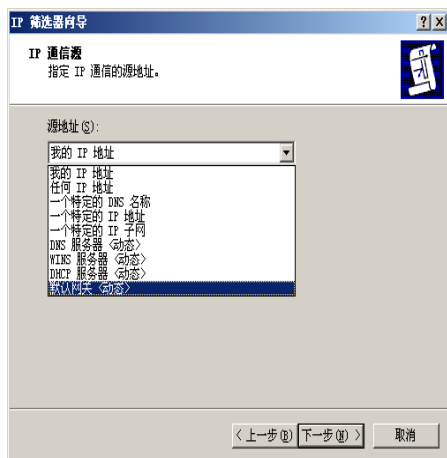 IP 筛选器向导
IP 通信源
指定 IP 通信的源地址。
源地址(S):
我的 IP 地址
我的 IP 地址
任何 IP 地址
一个特定的 DNS 名称
一个特定的 IP 地址
一个特定的 IP 子网
DNS 服务器 <动态>
WINS 服务器 <动态>
DHCP 服务器 <动态>
默认网关 <动态>
< 上一步(B) 下一步(N) > 取消